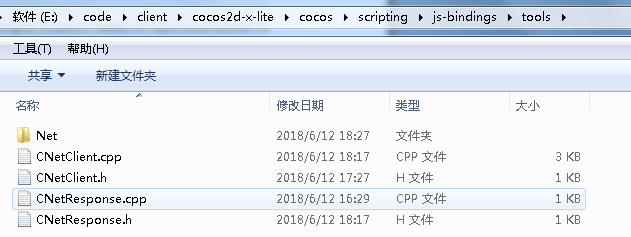 软件 (E:) ▸ code ▸ client ▸ cocos2d-x-lite ▸ cocos ▸ scripting ▸ js-bindings ▸ tools ▸
工具(T) 帮助(H)
共享 ▼ 新建文件夹
名称 修改日期 类型 大小
Net 2018/6/12 18:27 文件夹
CNetClient.cpp 2018/6/12 18:17 CPP 文件 3 KB
CNetClient.h 2018/6/12 17:27 H 文件 1 KB
CNetResponse.cpp 2018/6/12 16:29 CPP 文件 1 KB
CNetResponse.h 2018/6/12 18:17 H 文件 1 KB